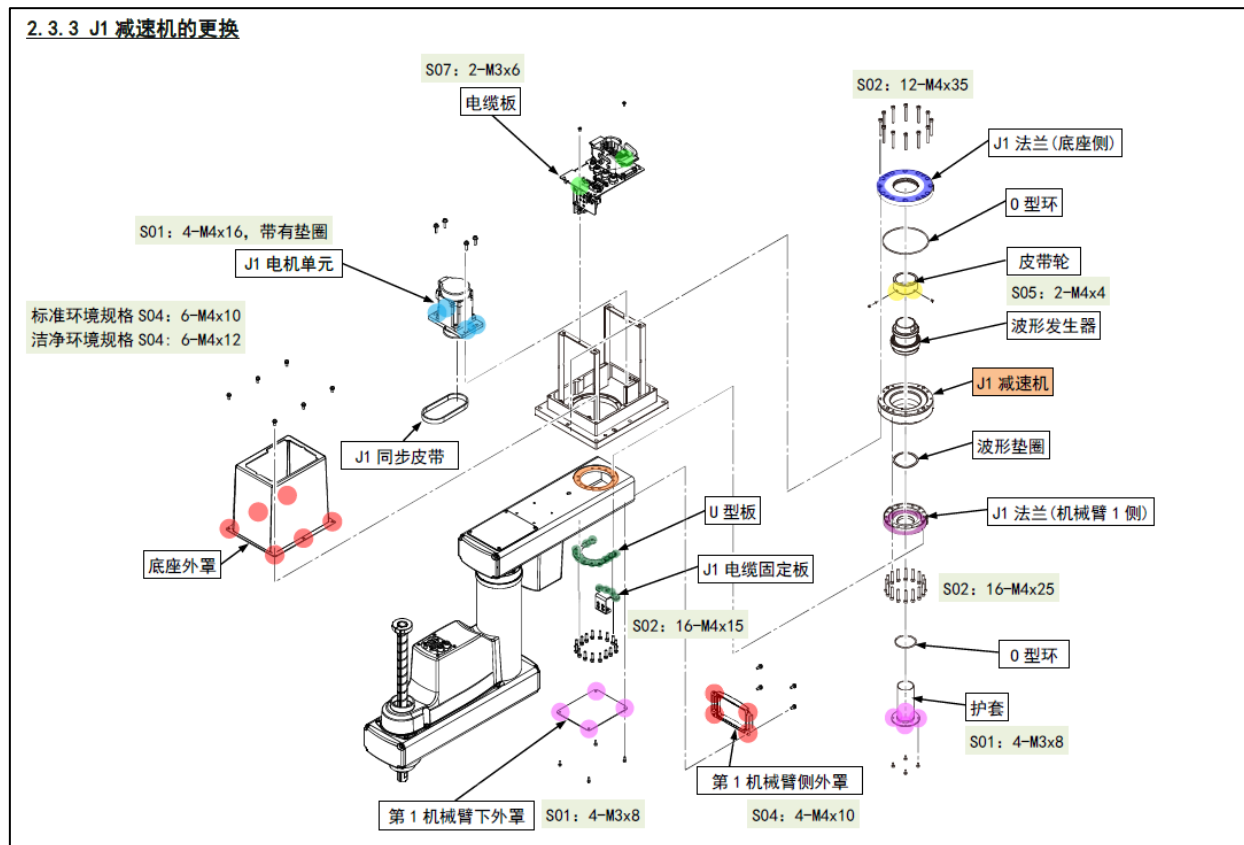 2.3.3 J1 减速机的更换
S07: 2-M3x6
电缆板
S02: 12-M4x35
J1 法兰(底座侧)
O 型环
S01: 4-M4x16, 带有垫圈
J1 电机单元
皮带轮
S05: 2-M4x4
标准环境规格 S04: 6-M4x10
洁净环境规格 S04: 6-M4x12
波形发生器
J1 减速机
J1 同步皮带
波形垫圈
U 型板
J1 法兰(机械臂 1 侧)
底座外罩
J1 电缆固定板
S02: 16-M4x25
S02: 16-M4x15
O 型环
护套
S01: 4-M3x8
第 1 机械臂侧外罩
第 1 机械臂下外罩
S01: 4-M3x8
S04: 4-M4x10